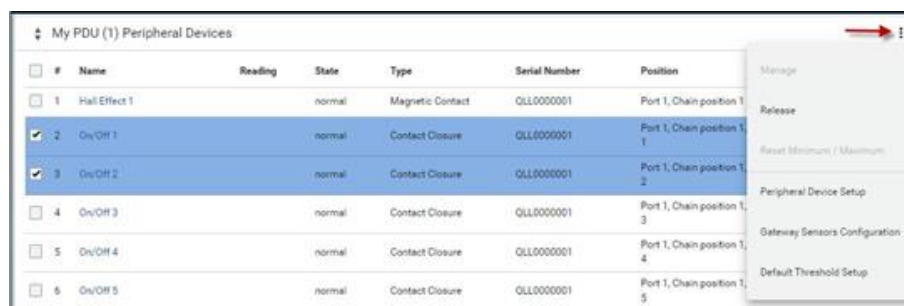 My PDU (1) Peripheral Devices
# Name Reading State Type Serial Number Position
1 Hall Effect 1 normal Magnetic Contact QLL0000001 Port 1, Chain position 1
2 On/Off 1 normal Contact Closure QLL0000001 Port 1, Chain position 1,
1
3 On/Off 2 normal Contact Closure QLL0000001 Port 1, Chain position 1,
2
4 On/Off 3 normal Contact Closure QLL0000001 Port 1, Chain position 1,
3
5 On/Off 4 normal Contact Closure QLL0000001 Port 1, Chain position 1,
4
6 On/Off 5 normal Contact Closure QLL0000001 Port 1, Chain position 1,
5
Manage
Release
Reset Minimum / Maximum
Peripheral Device Setup
Gateway Sensors Configuration
Default Threshold Setup